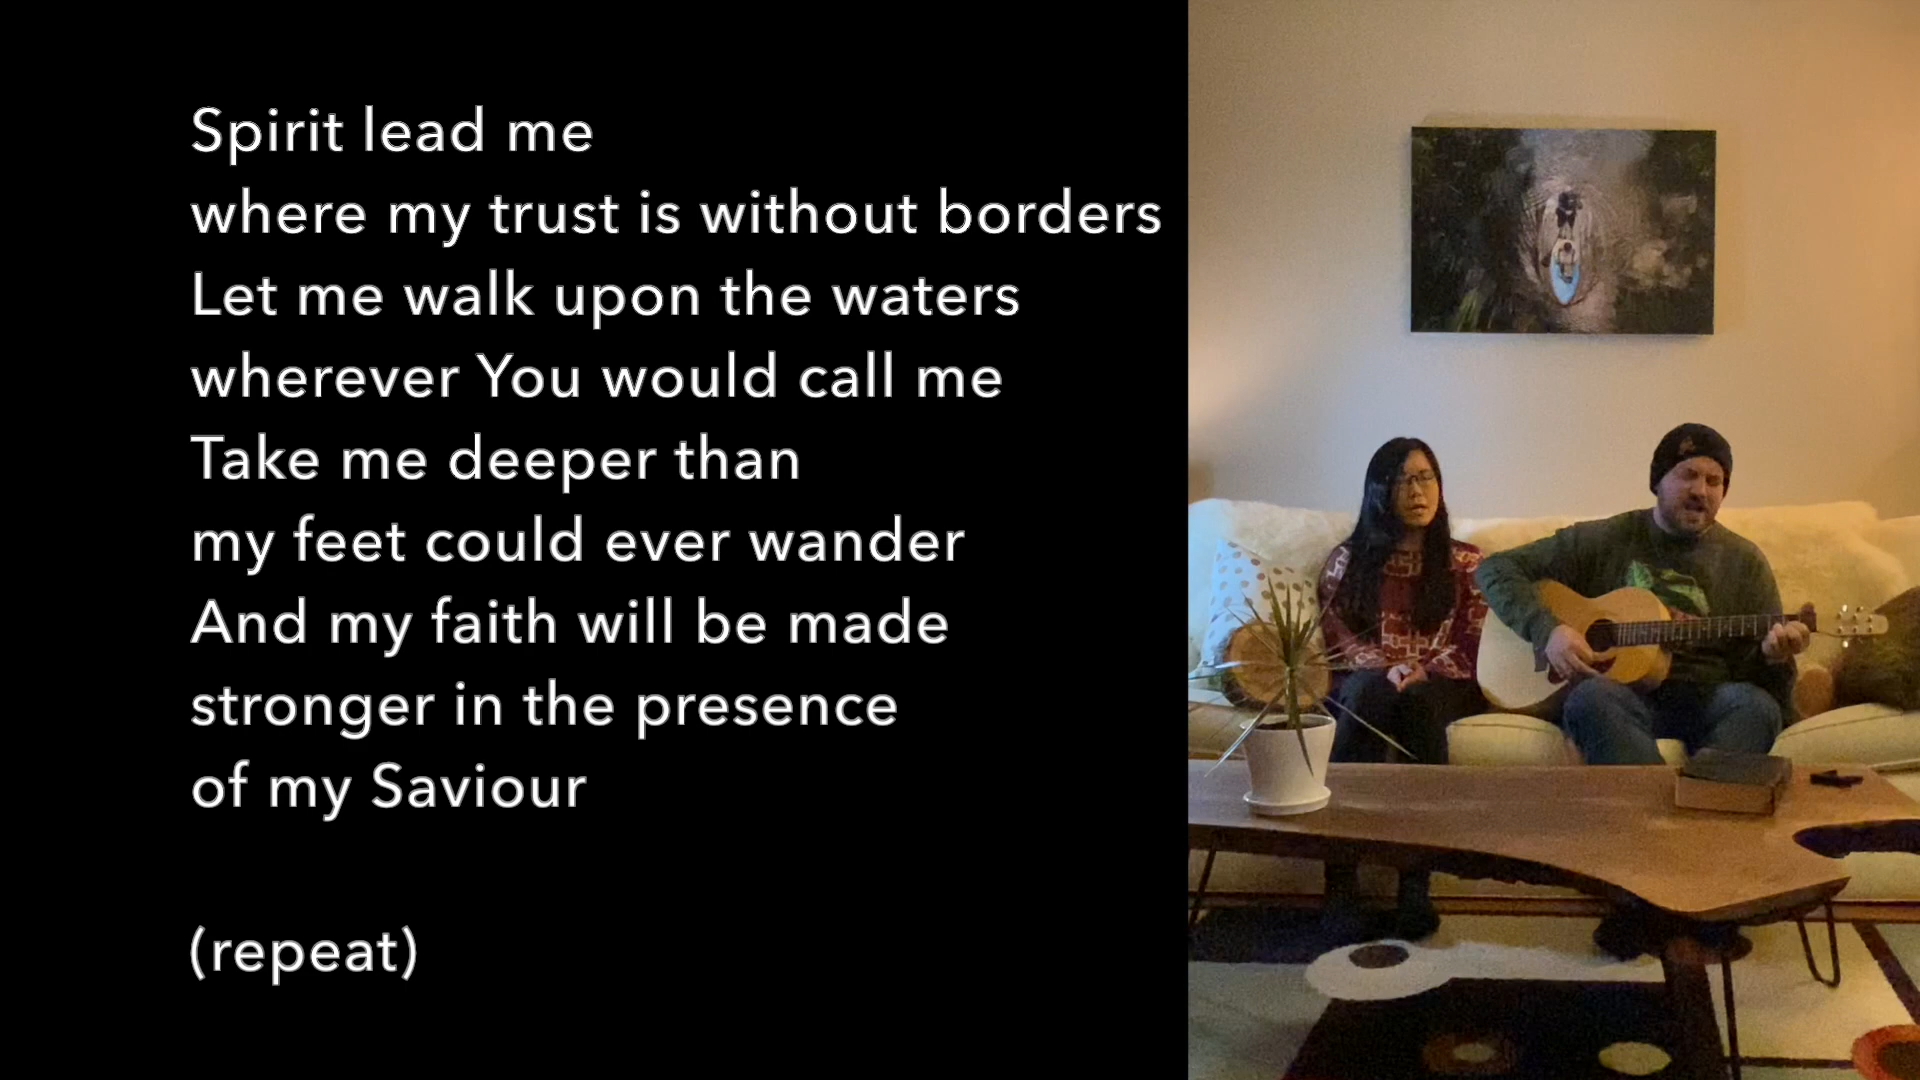 Spirit lead me
where my trust is without borders
Let me walk upon the waters
wherever You would call me
Take me deeper than
my feet could ever wander
And my faith will be made
stronger in the presence
of my Saviour
(repeat)